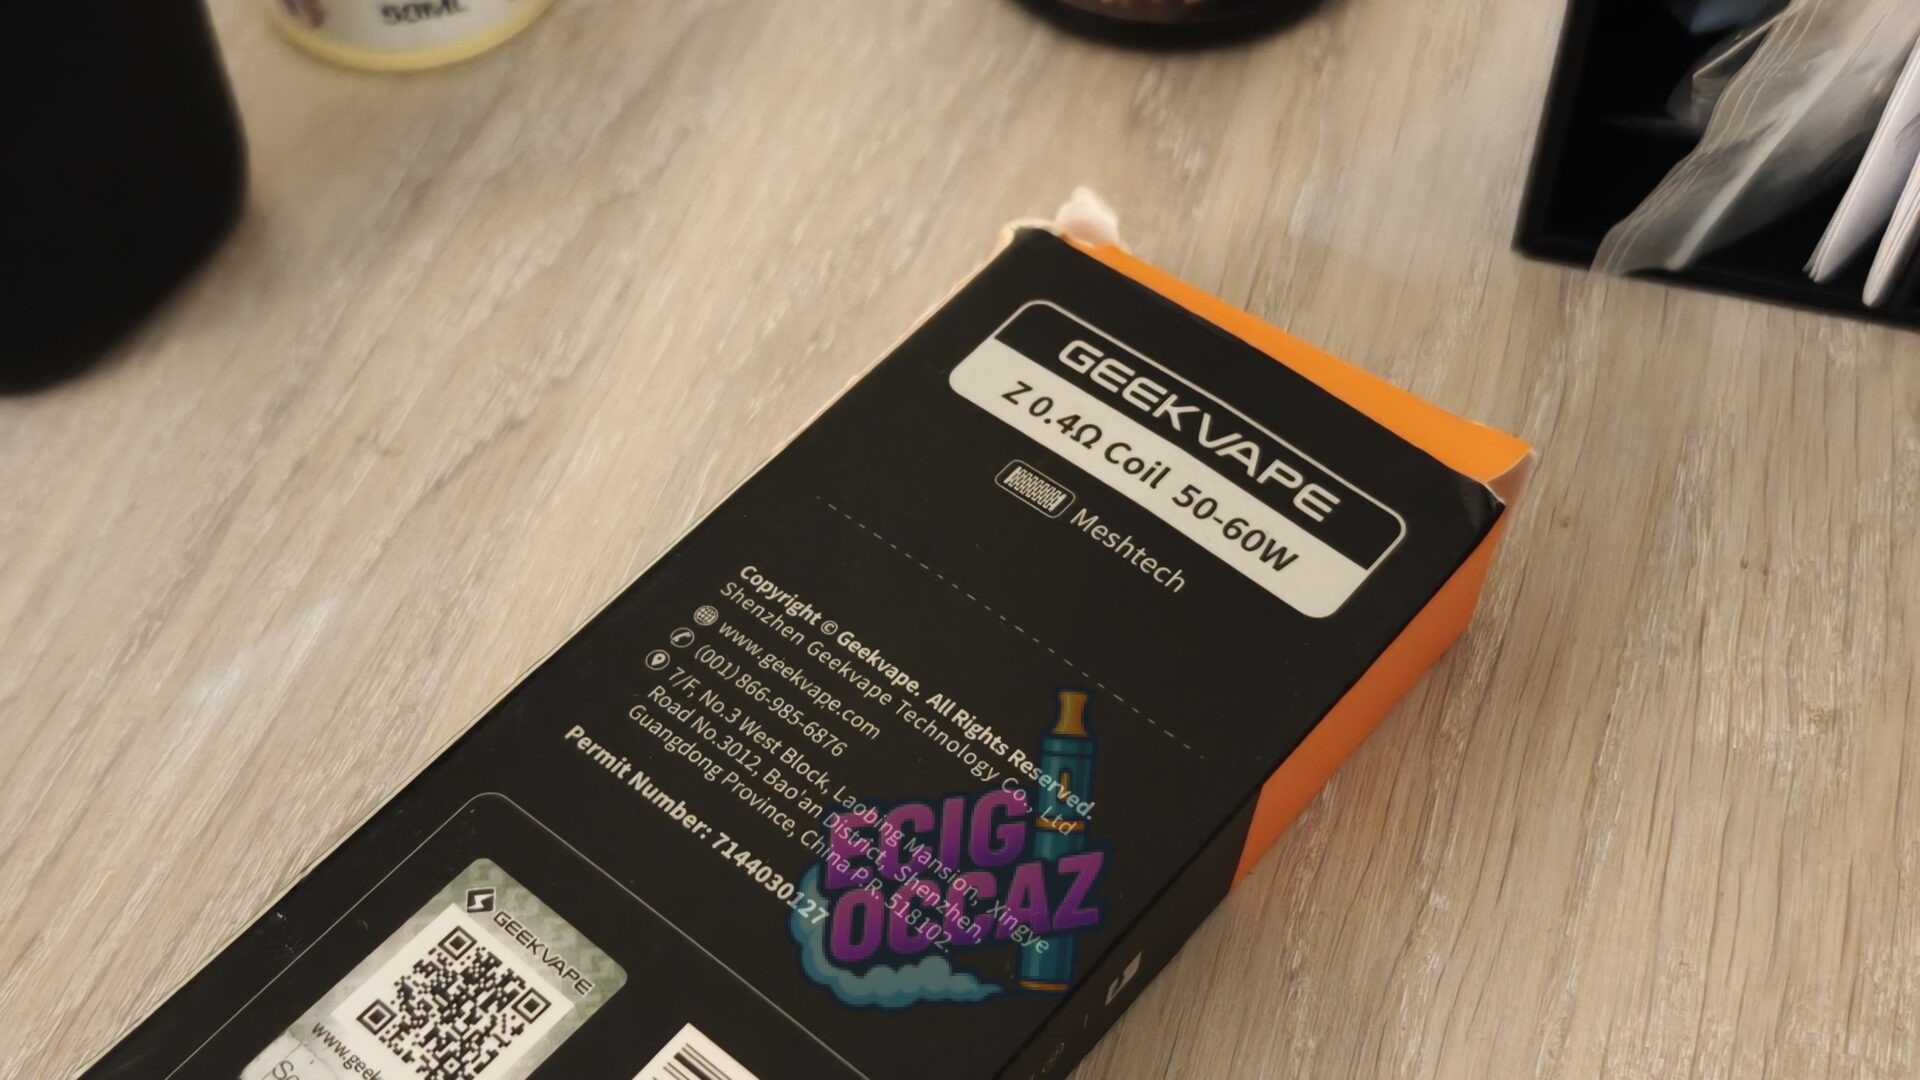 50ML
GEEKVAPE
Z 0.4Ω Coil 50-60W
Meshtech
Copyright © Geekvape. All Rights Reserved.
Shenzhen Geekvape Technology Co., Ltd
www.geekvape.com
(001) 866-985-6876
7/F, No.3 West Block, Laobing Mansion, Xingye
Road No.3012, Bao'an District, Shenzhen,
Guangdong Province, China P.R. 518102.
Permit Number: 7144030127
ECIG
OCCAZ
GEEKVAPE